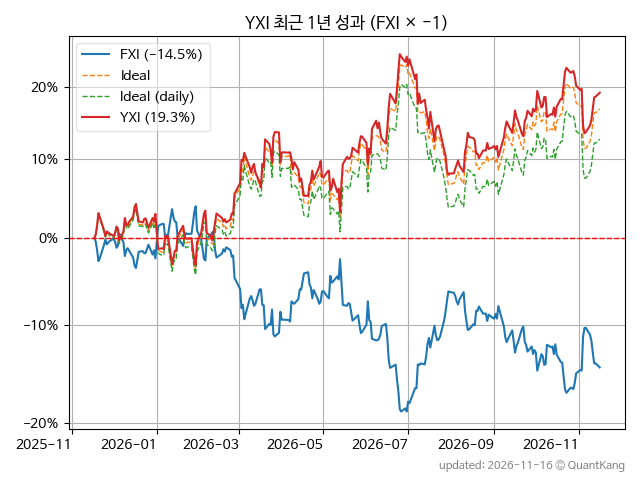 YXI 최근 1년 성과 (FXI × −1)
FXI (−14.5%)
Ideal
Ideal (daily)
YXI (19.3%)
20%
10%
0%
−10%
−20%
2025−11
2026−01
2026−03
2026−05
2026−07
2026−09
2026−11
updated: 2026−11−16 © QuantKang